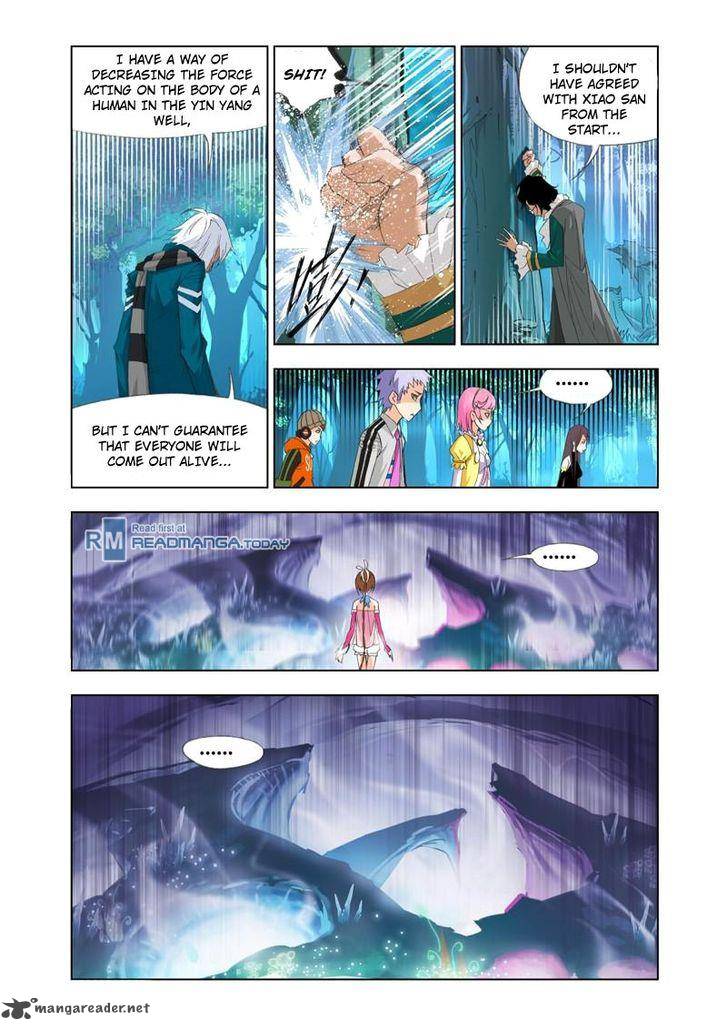 I HAVE A WAY OF
DECREASING THE FORCE
ACTING ON THE BODY OF A
HUMAN IN THE YIN YANG
WELL,
BUT I CAN'T GUARANTEE
THAT EVERYONE WILL
COME OUT ALIVE...
SHIT!
嘭!
I SHOULDN'T
HAVE AGREED
WITH XIAO SAN
FROM THE
START...
......
RM
Read first at
READMANGA.TODAY
......
......
mangareader.net